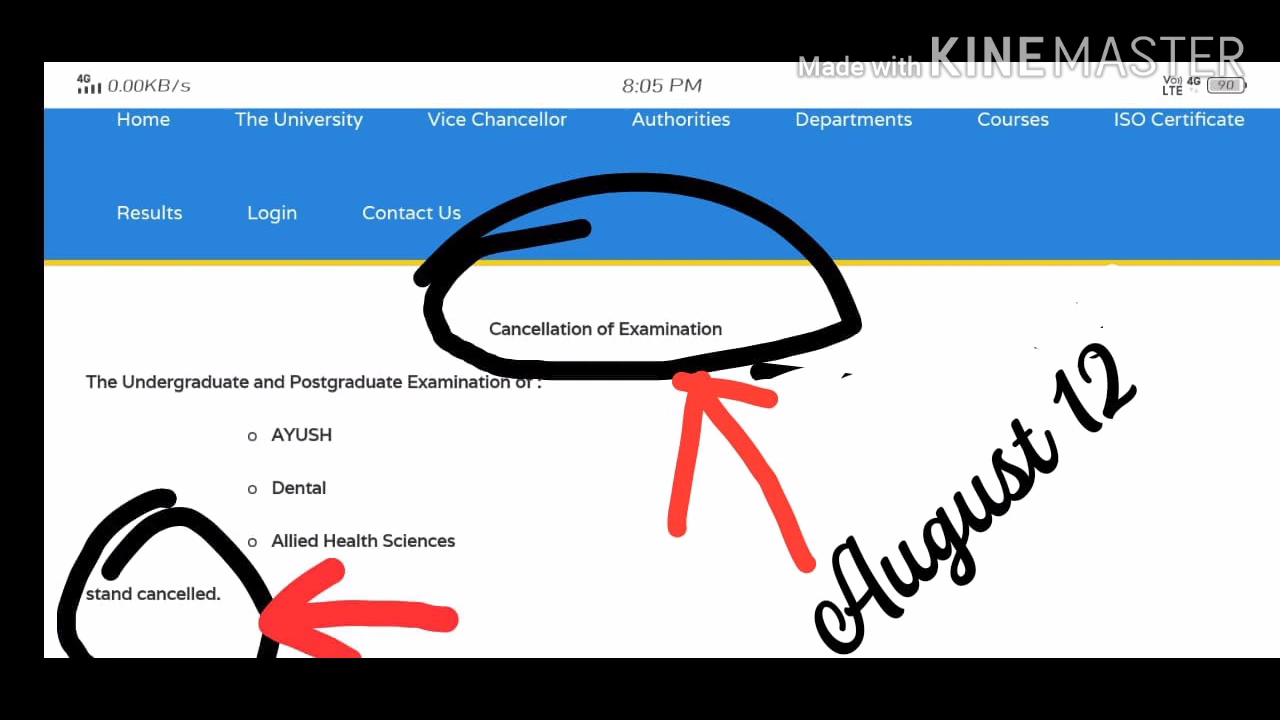 Made with KINEMASTER
4G 0.00KB/s 8:05 PM Vo)) LTE 4G 90
Home The University Vice Chancellor Authorities Departments Courses ISO Certificate
Results Login Contact Us
Cancellation of Examination
The Undergraduate and Postgraduate Examination of :
o AYUSH
o Dental
o Allied Health Sciences
stand cancelled.
August 12